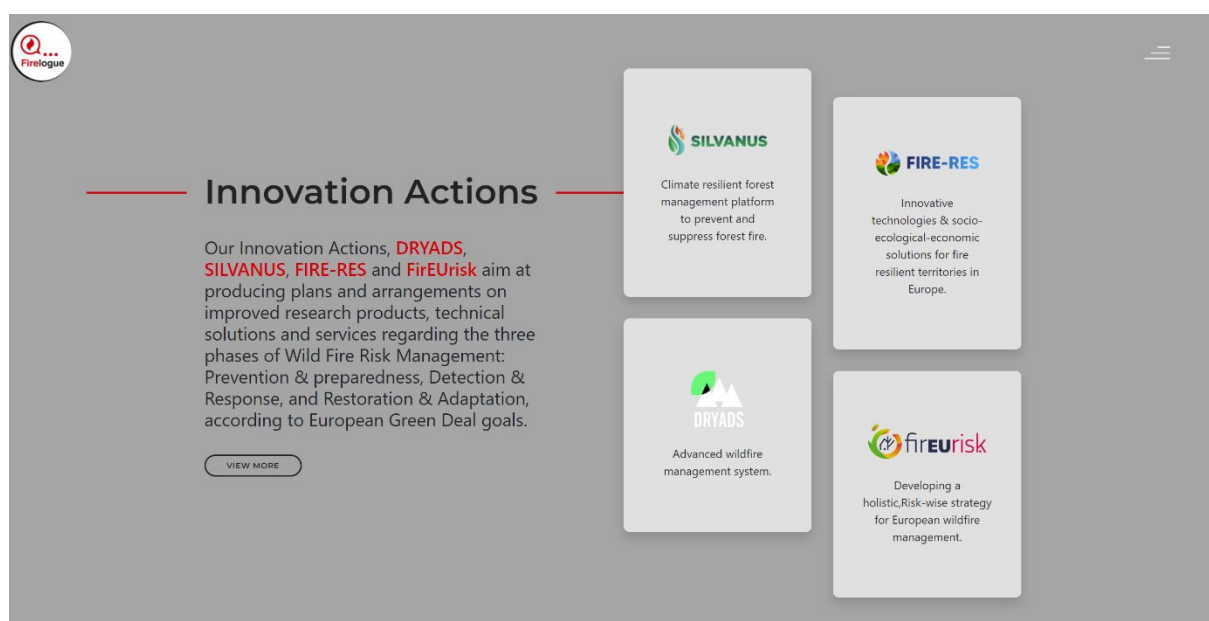 Firelogue
Innovation Actions
Our Innovation Actions, DRYADS,
SILVANUS, FIRE-RES and FirEUrisk aim at
producing plans and arrangements on
improved research products, technical
solutions and services regarding the three
phases of Wild Fire Risk Management:
Prevention & preparedness, Detection &
Response, and Restoration & Adaptation,
according to European Green Deal goals.
VIEW MORE
SILVANUS
Climate resilient forest
management platform
to prevent and
suppress forest fire.
FIRE-RES
Innovative
technologies & socio-
ecological-economic
solutions for fire
resilient territories in
Europe.
DRYADS
Advanced wildfire
management system.
firEUrisk
Developing a
holistic,Risk-wise strategy
for European wildfire
management.